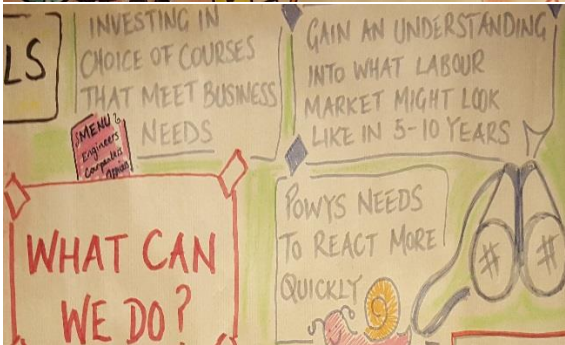 LS
INVESTING IN
CHOICE OF COURSES
THAT MEET BUSINESS
NEEDS
MENU
Engineers
Carpenters
GAIN AN UNDERSTANDING
INTO WHAT LABOUR
MARKET MIGHT LOOK
LIKE IN 5-10 YEARS
WHAT CAN
WE DO?
POWYS NEEDS
TO REACT MORE
QUICKLY
# #